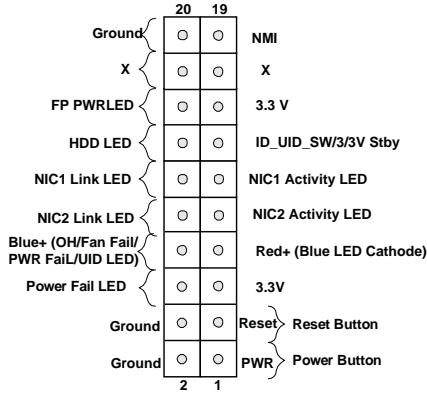 20 19
Ground NMI
X X
FP PWRLED 3.3 V
HDD LED ID_UID_SW/3/3V Stby
NIC1 Link LED NIC1 Activity LED
NIC2 Link LED NIC2 Activity LED
Blue+ (OH/Fan Fail/
PWR FaiL/UID LED) Red+ (Blue LED Cathode)
Power Fail LED 3.3V
Ground Reset Reset Button
Ground PWR Power Button
2 1